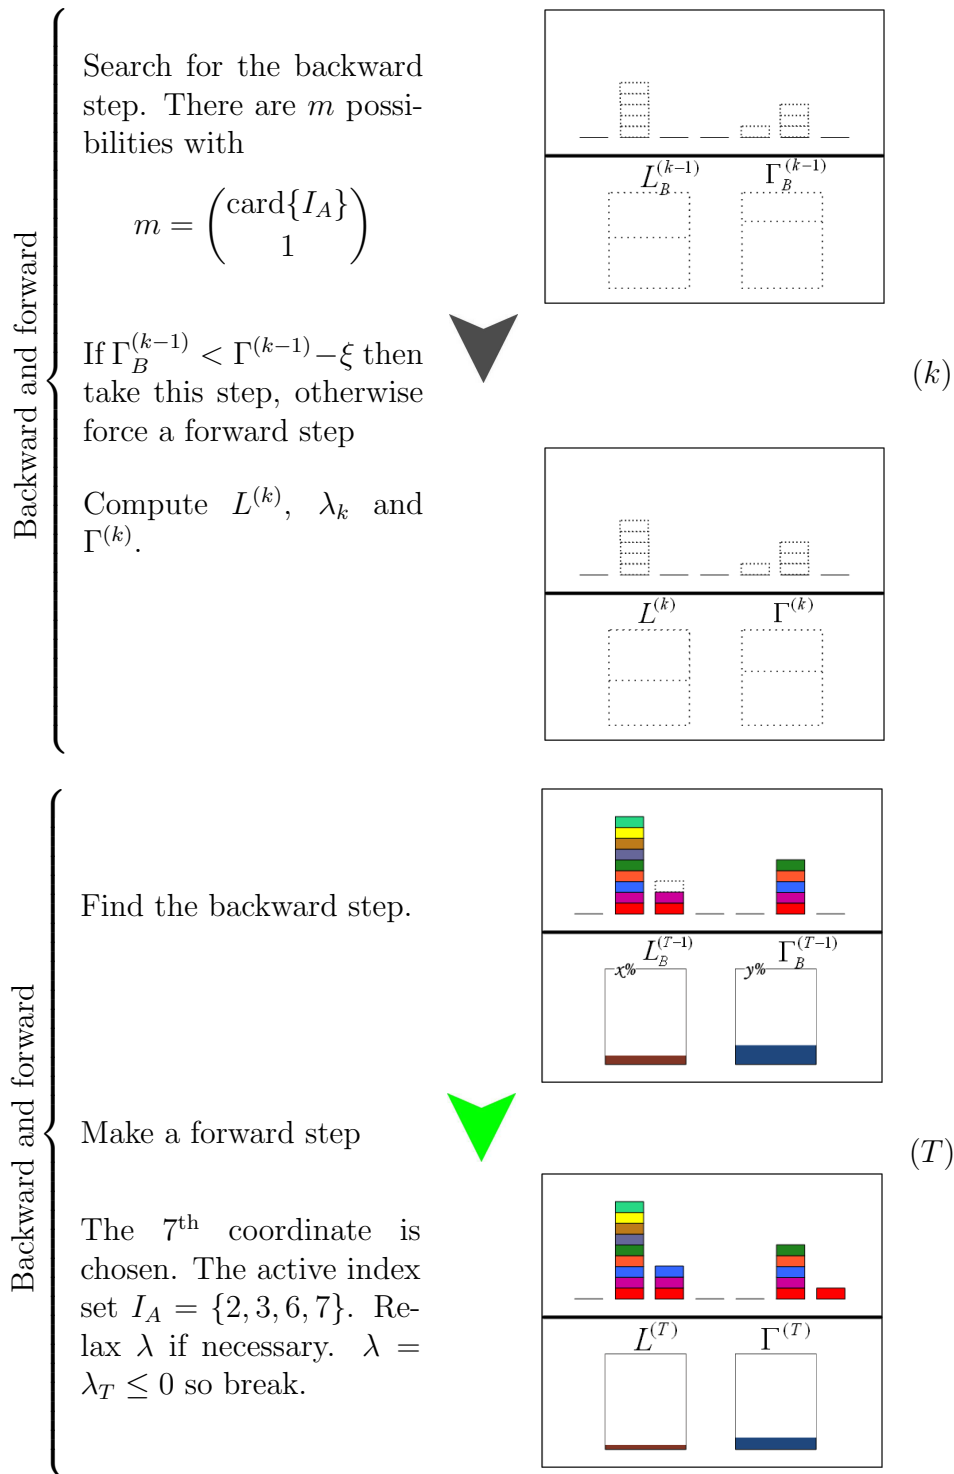 Backward and forward
Search for the backward
step. There are m possi-
bilities with
m = (card{I_A} 1)
If Γ_B^{(k−1)} < Γ^{(k−1)}−ξ then
take this step, otherwise
force a forward step
Compute L^{(k)}, λ_k and
Γ^{(k)}.
L_B^{(k−1)} Γ_B^{(k−1)}
L^{(k)} Γ^{(k)}
(k)
Backward and forward
Find the backward step.
Make a forward step
The 7th coordinate is
chosen. The active index
set I_A = {2, 3, 6, 7}. Re-
lax λ if necessary. λ =
λ_T ≤ 0 so break.
L_B^{(T−1)} Γ_B^{(T−1)}
x% y%
L^{(T)} Γ^{(T)}
(T)